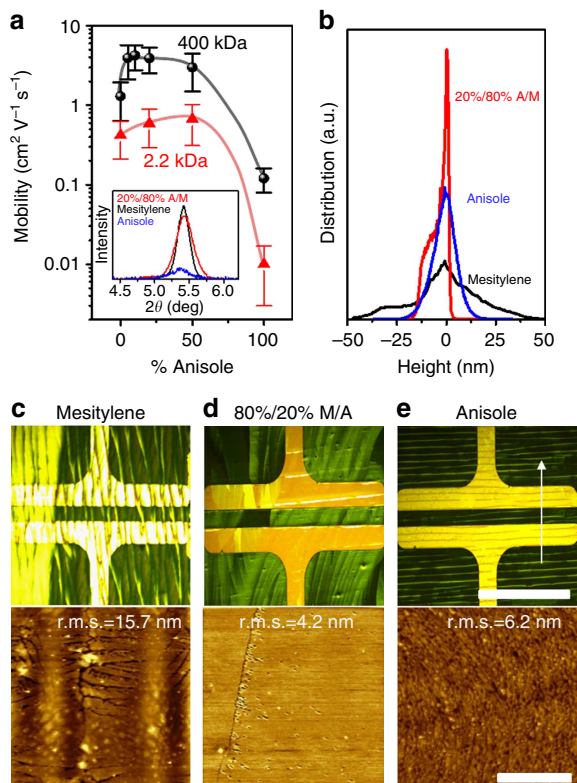 a
b
Mobility (cm² V⁻¹ s⁻¹)
10
1
0.1
0.01
400 kDa
2.2 kDa
Intensity
20%/80% A/M
Mesitylene
Anisole
4.5 5.0 5.5 6.0
2θ (deg)
0 50 100
% Anisole
Distribution (a.u.)
20%/80% A/M
Anisole
Mesitylene
−50 −25 0 25 50
Height (nm)
c d e
Mesitylene 80%/20% M/A Anisole
r.m.s.=15.7 nm r.m.s.=4.2 nm r.m.s.=6.2 nm